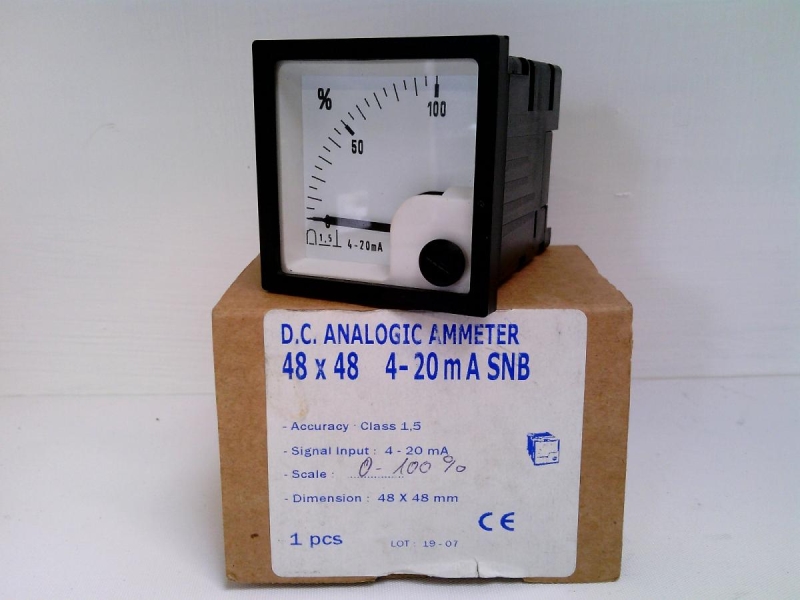 %
100
50
0
1,5 4-20mA
D.C. ANALOGIC AMMETER
48 x 48 4-20mA SNB
- Accuracy : Class 1,5
- Signal Input : 4 - 20 mA
- Scale : 0-100%
- Dimension : 48 X 48 mm
CE
1 pcs
LOT : 19 - 07